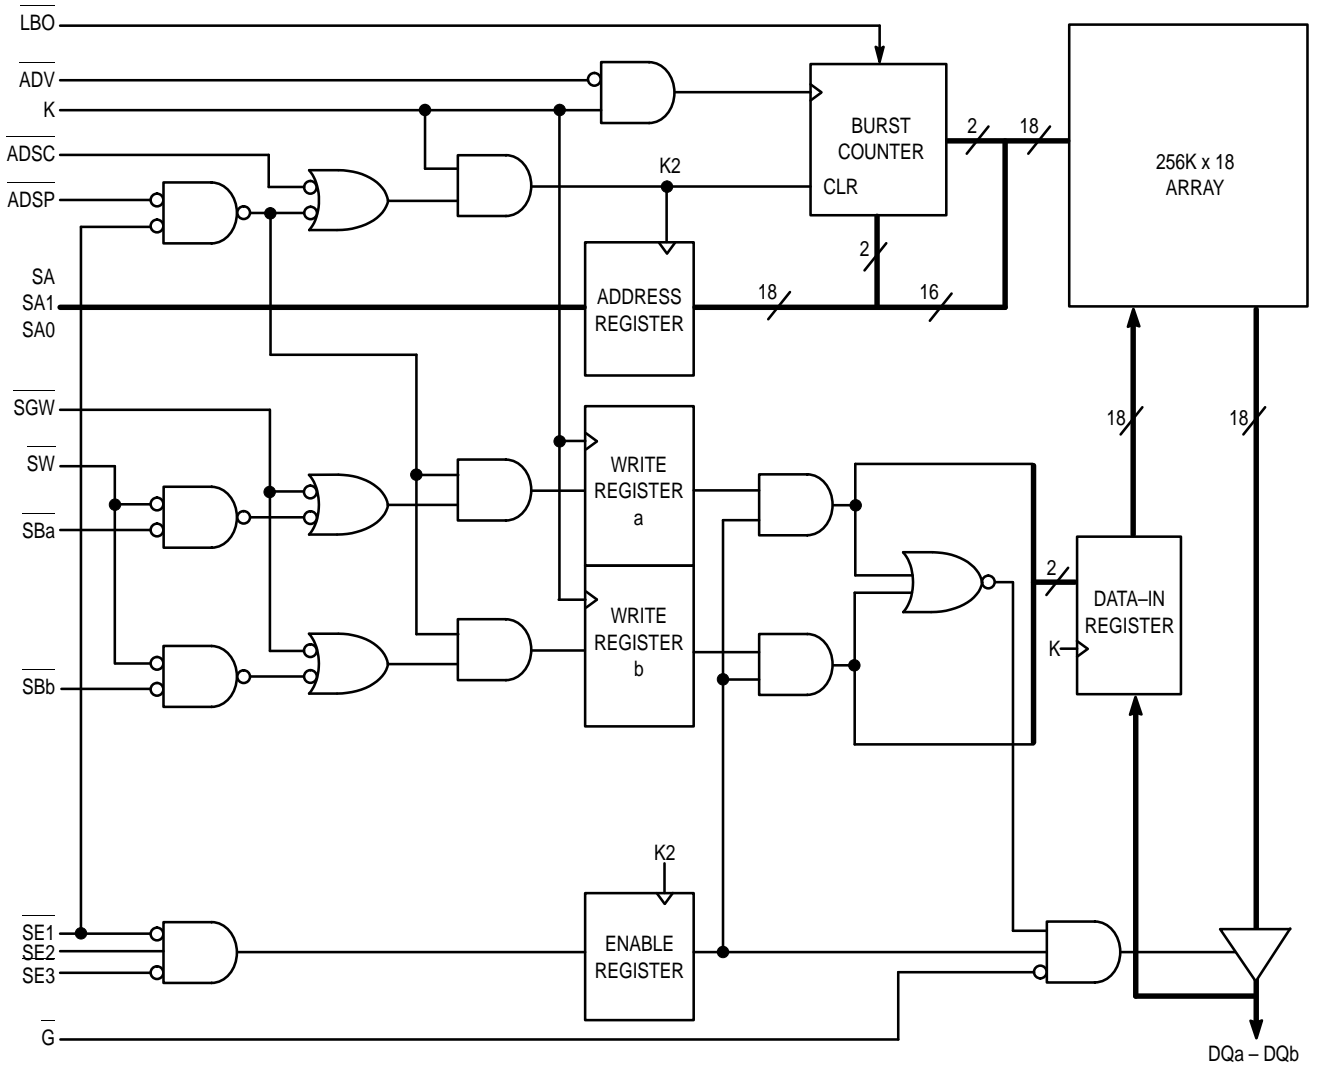 LBO
ADV
K
ADSC
ADSP
SA
SA1
SA0
SGW
SW
SBa
SBb
SE1
SE2
SE3
G
K2
BURST
COUNTER
CLR
2
18
256K x 18
ARRAY
2
ADDRESS
REGISTER
18
16
WRITE
REGISTER
a
WRITE
REGISTER
b
18
18
2
DATA–IN
REGISTER
K
K2
ENABLE
REGISTER
DQa – DQb